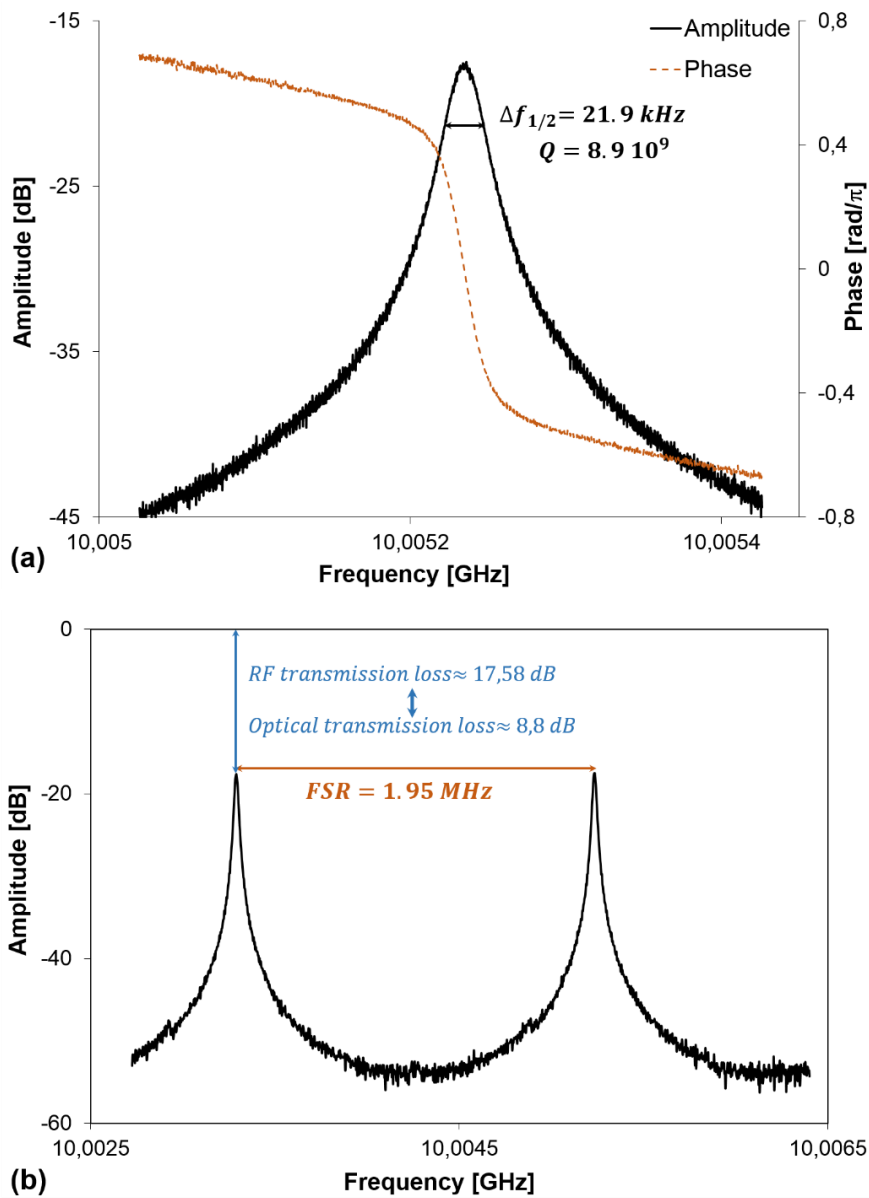 -15
-25
-35
-45
Amplitude [dB]
0,8
0,4
0
-0,4
-0,8
Phase [rad/π]
Amplitude
Phase
Δf1/2 = 21.9 kHz
Q = 8.9 10⁹
10,005
10,0052
10,0054
Frequency [GHz]
(a)
0
-20
-40
-60
Amplitude [dB]
RF transmission loss≈ 17,58 dB
Optical transmission loss≈ 8,8 dB
FSR = 1.95 MHz
10,0025
10,0045
10,0065
Frequency [GHz]
(b)